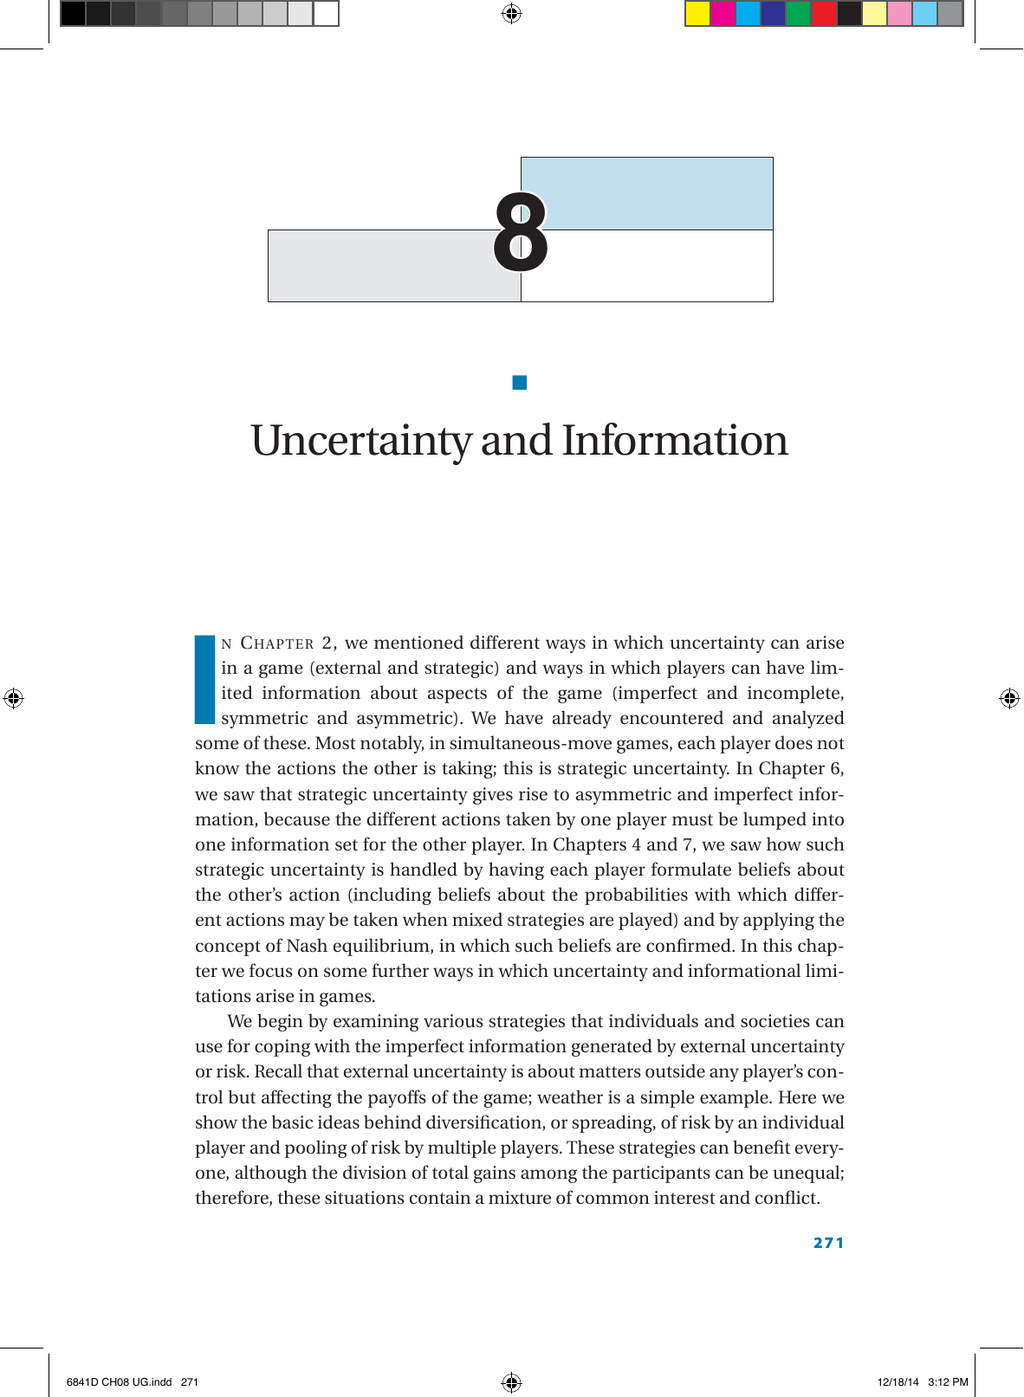 8
Uncertainty and Information
IN CHAPTER 2, we mentioned different ways in which uncertainty can arise
in a game (external and strategic) and ways in which players can have lim-
ited information about aspects of the game (imperfect and incomplete,
symmetric and asymmetric). We have already encountered and analyzed
some of these. Most notably, in simultaneous-move games, each player does not
know the actions the other is taking; this is strategic uncertainty. In Chapter 6,
we saw that strategic uncertainty gives rise to asymmetric and imperfect infor-
mation, because the different actions taken by one player must be lumped into
one information set for the other player. In Chapters 4 and 7, we saw how such
strategic uncertainty is handled by having each player formulate beliefs about
the other's action (including beliefs about the probabilities with which differ-
ent actions may be taken when mixed strategies are played) and by applying the
concept of Nash equilibrium, in which such beliefs are confirmed. In this chap-
ter we focus on some further ways in which uncertainty and informational limi-
tations arise in games.
We begin by examining various strategies that individuals and societies can
use for coping with the imperfect information generated by external uncertainty
or risk. Recall that external uncertainty is about matters outside any player's con-
trol but affecting the payoffs of the game; weather is a simple example. Here we
show the basic ideas behind diversification, or spreading, of risk by an individual
player and pooling of risk by multiple players. These strategies can benefit every-
one, although the division of total gains among the participants can be unequal;
therefore, these situations contain a mixture of common interest and conflict.
271
6841D CH08 UG.indd 271
12/18/14 3:12 PM